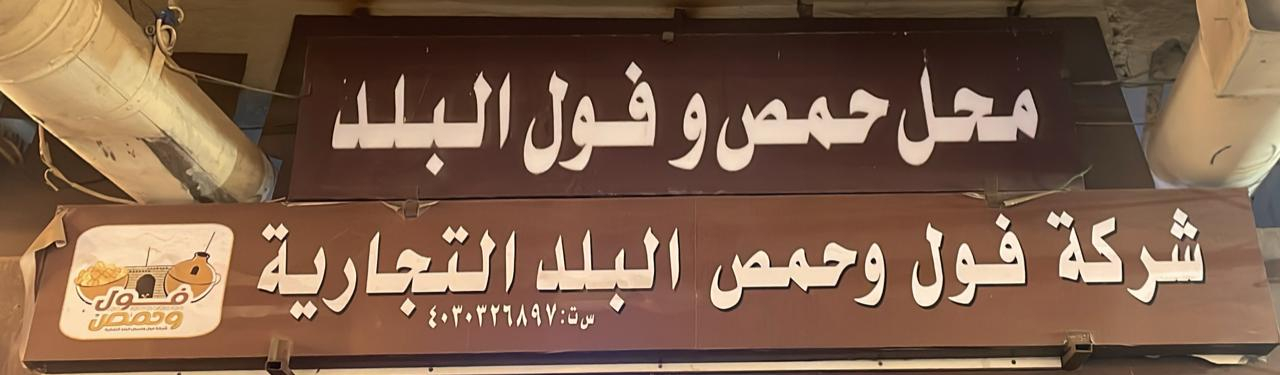 محل حمص و فول البلد
شركة فول وحمص البلد التجارية
س ت: ٤٠٣٠٣٢٦٨٩٧
فول
وحمص